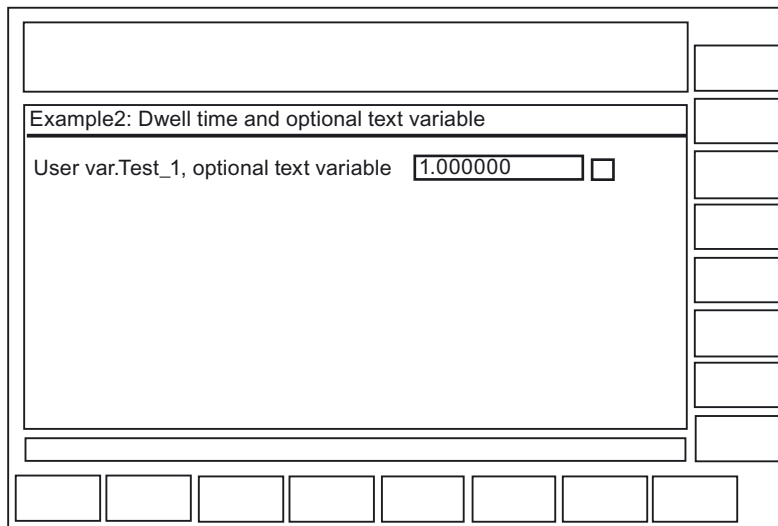 Example2: Dwell time and optional text variable
User var.Test_1, optional text variable 1.000000